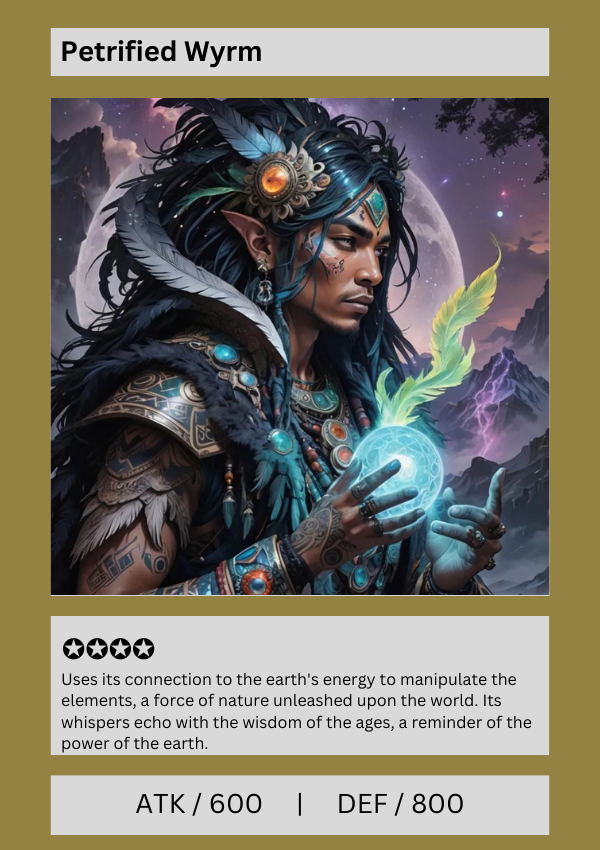 Petrified Wyrm
✪✪✪✪
Uses its connection to the earth's energy to manipulate the
elements, a force of nature unleashed upon the world. Its
whispers echo with the wisdom of the ages, a reminder of the
power of the earth.
ATK / 600 | DEF / 800